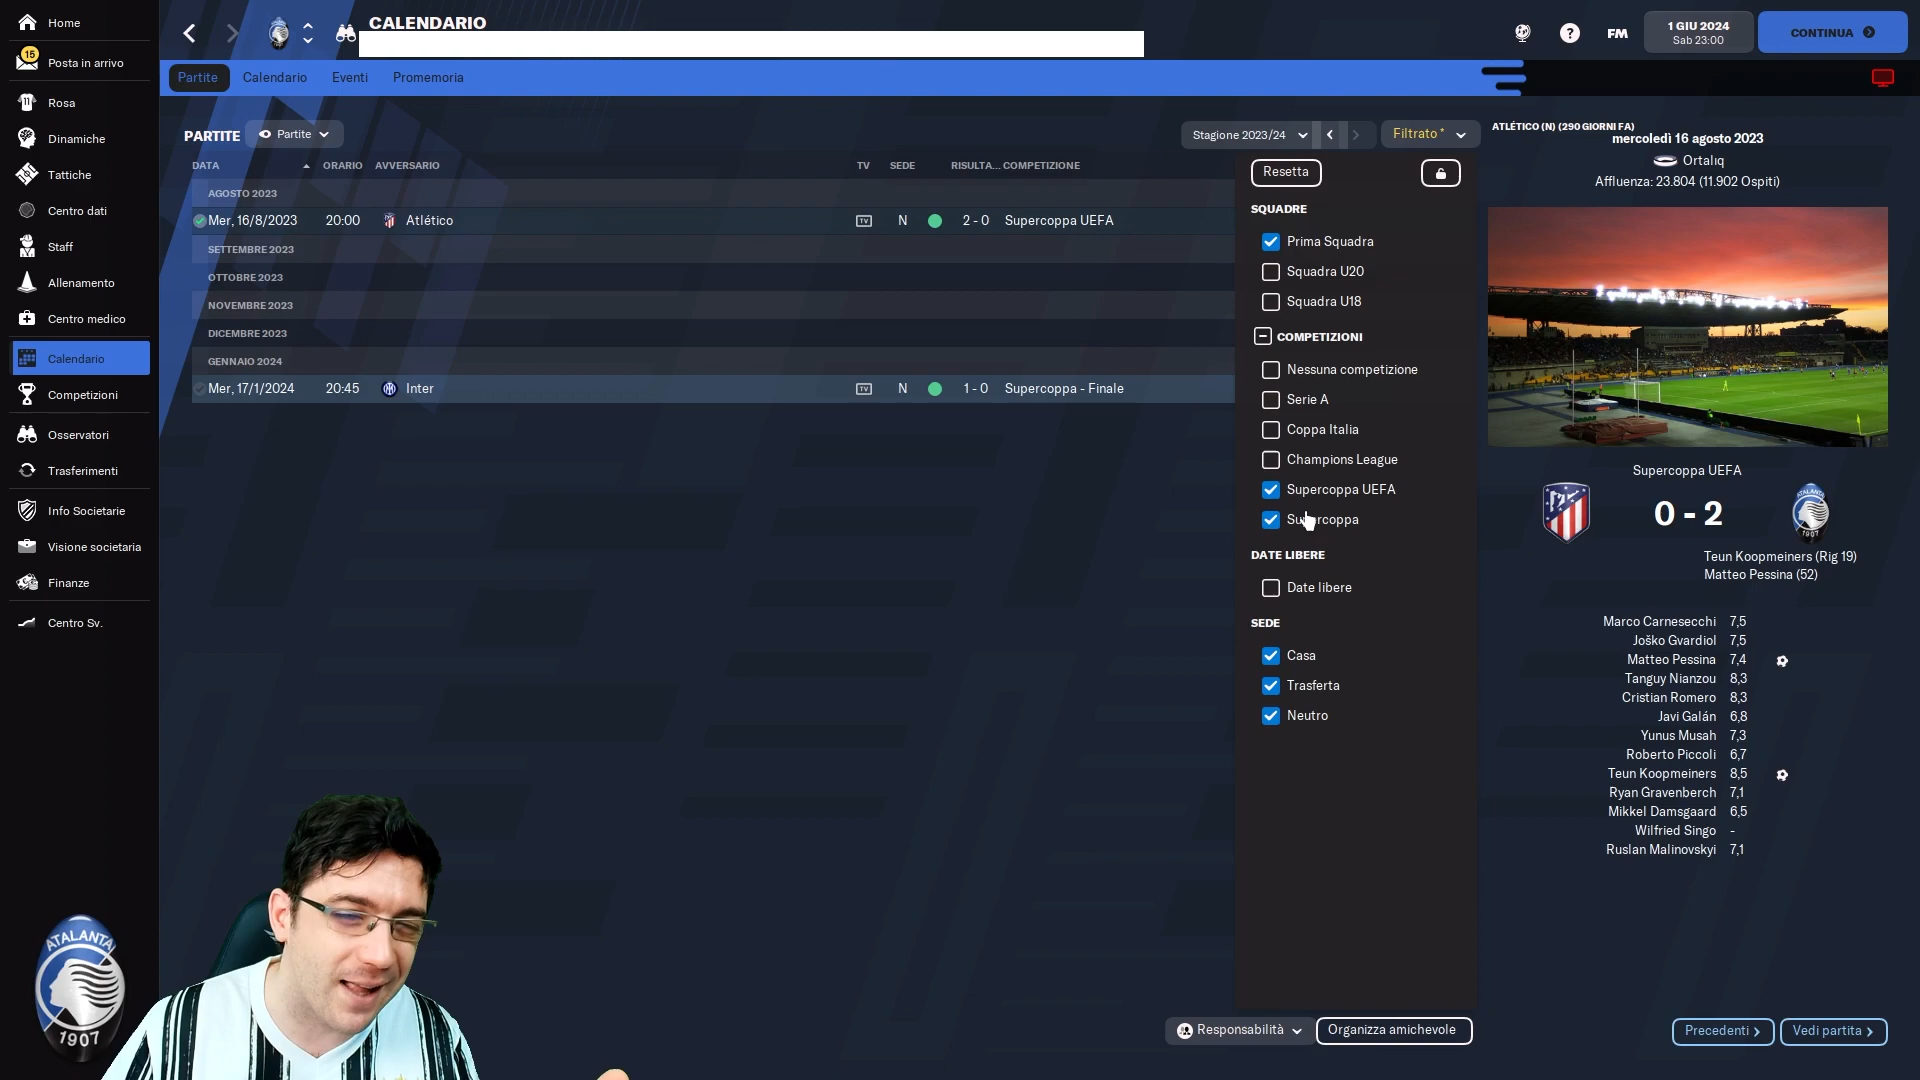 Home
15
Posta in arrivo
Rosa
Dinamiche
Tattiche
Centro dati
Staff
Allenamento
Centro medico
Calendario
Competizioni
Osservatori
Trasferimenti
Info Societarie
Visione societaria
Finanze
Centro Sv.
ATALANTA
1907
CALENDARIO
FM
1 GIU 2024
Sab 23:00
CONTINUA
Partite Calendario Eventi Promemoria
PARTITE Partite
Stagione 2023/24
Filtrato *
DATA ORARIO AVVERSARIO TV SEDE RISULTA... COMPETIZIONE
AGOSTO 2023
Mer, 16/8/2023 20:00 Atlético TV N 2 - 0 Supercoppa UEFA
SETTEMBRE 2023
OTTOBRE 2023
NOVEMBRE 2023
DICEMBRE 2023
GENNAIO 2024
Mer, 17/1/2024 20:45 Inter TV N 1 - 0 Supercoppa - Finale
Resetta
SQUADRE
Prima Squadra
Squadra U20
Squadra U18
COMPETIZIONI
Nessuna competizione
Serie A
Coppa Italia
Champions League
Supercoppa UEFA
Supercoppa
DATE LIBERE
Date libere
SEDE
Casa
Trasferta
Neutro
Responsabilità
Organizza amichevole
ATLÉTICO (N) (290 GIORNI FA)
mercoledì 16 agosto 2023
Ortalıq
Affluenza: 23.804 (11.902 Ospiti)
Supercoppa UEFA
0 - 2
ATALANTA
1907
Teun Koopmeiners (Rig 19)
Matteo Pessina (52)
Marco Carnesecchi 7,5
Joško Gvardiol 7,5
Matteo Pessina 7,4
Tanguy Nianzou 8,3
Cristian Romero 8,3
Javi Galán 6,8
Yunus Musah 7,3
Roberto Piccoli 6,7
Teun Koopmeiners 8,5
Ryan Gravenberch 7,1
Mikkel Damsgaard 6,5
Wilfried Singo -
Ruslan Malinovskyi 7,1
Precedenti
Vedi partita